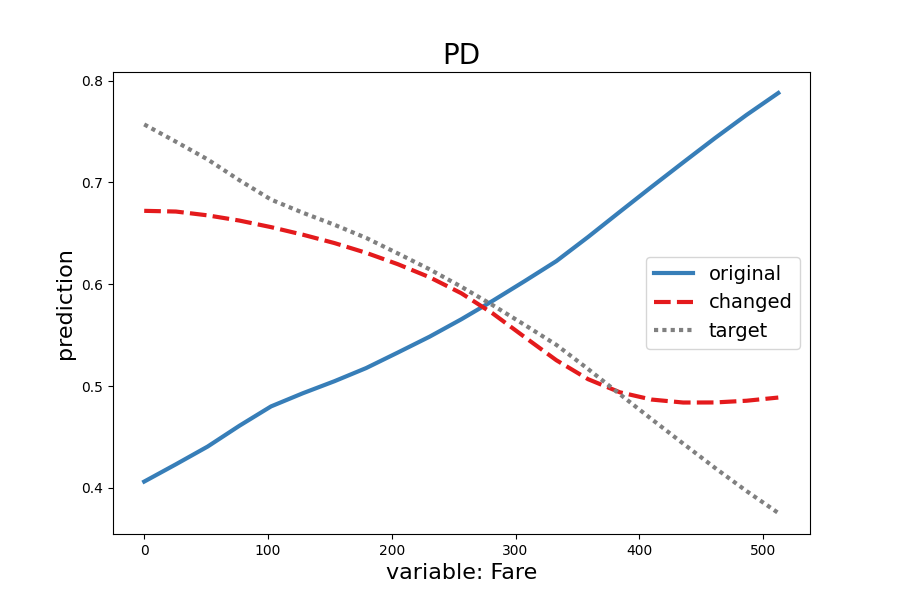 PD
prediction
0.8
0.7
0.6
0.5
0.4
original
changed
target
0 100 200 300 400 500
variable: Fare